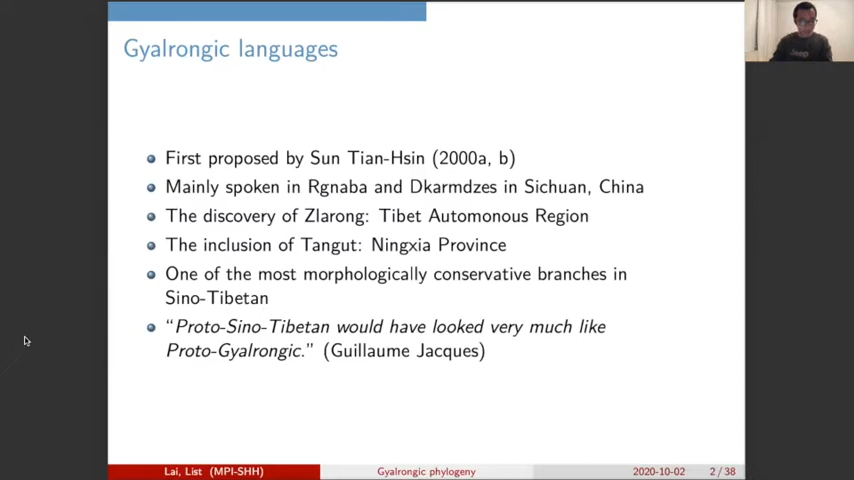 Gyalrongic languages
First proposed by Sun Tian-Hsin (2000a, b)
Mainly spoken in Rgnaba and Dkarmdzes in Sichuan, China
The discovery of Zlarong: Tibet Automonous Region
The inclusion of Tangut: Ningxia Province
One of the most morphologically conservative branches in
Sino-Tibetan
“Proto-Sino-Tibetan would have looked very much like
Proto-Gyalrongic.” (Guillaume Jacques)
Lai, List (MPI-SHH) Gyalrongic phylogeny 2020-10-02 2 / 38
Jeep